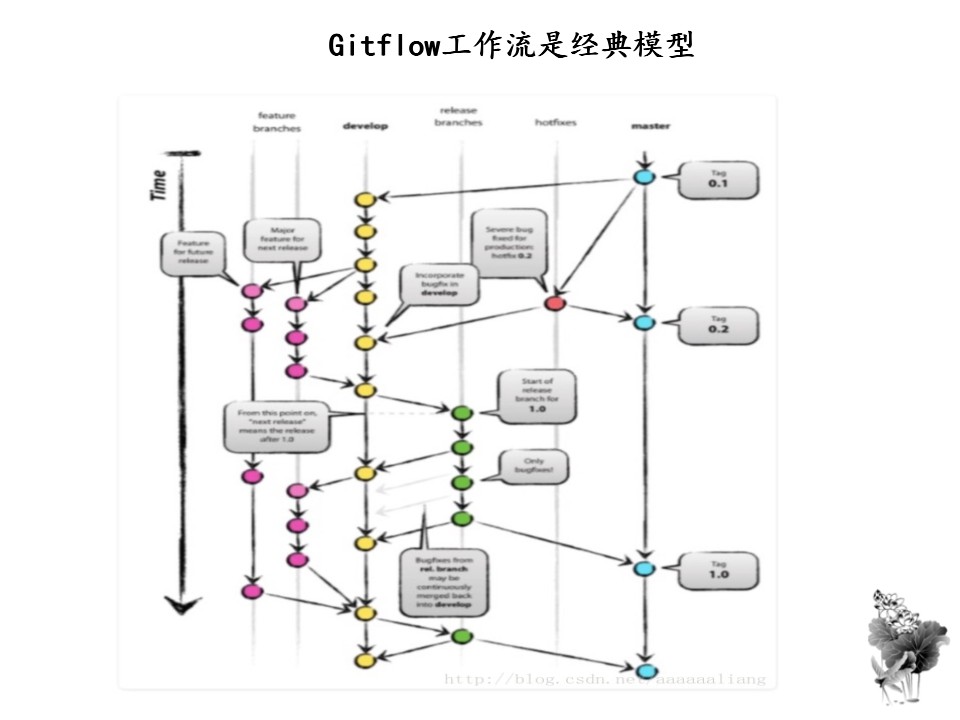 Gitflow工作流是经典模型
feature
branches
develop
release
branches
hotfixes
master
Time
Tag
0.1
Feature
for future
release
Major
feature for
next release
Severe bug
fixed for
production:
hotfix 0.2
Incorporate
bugfix in
develop
Tag
0.2
Start of
release
branch for
1.0
From this point on,
"next release"
means the release
after 1.0
Only
bugfixes!
Bugfixes from
rel. branch
may be
continuously
merged back
into develop
Tag
1.0
http://blog.csdn.net/aaaaaaliang